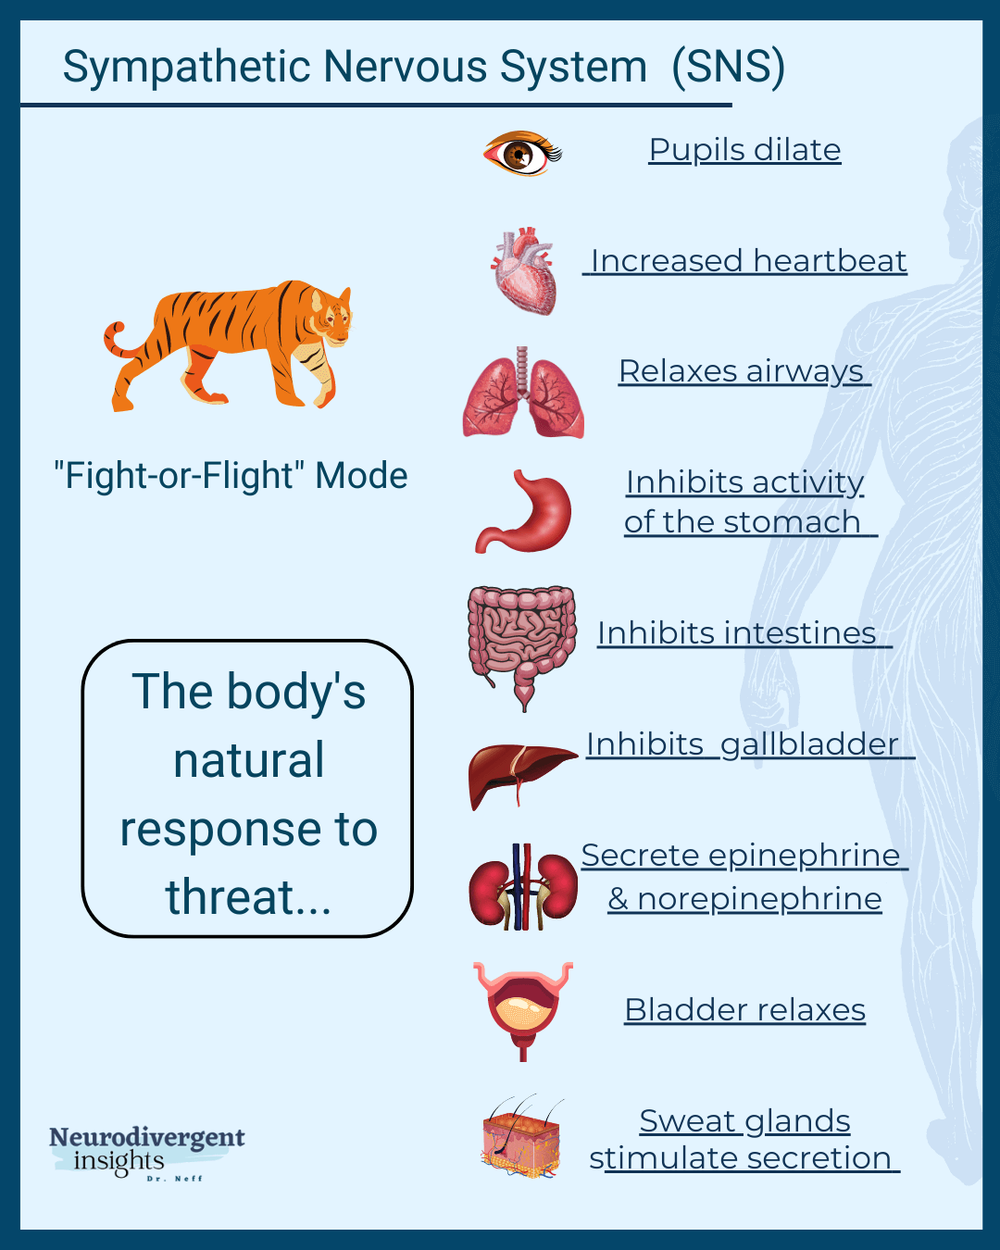 Sympathetic Nervous System (SNS)
Pupils dilate
Increased heartbeat
Relaxes airways
"Fight-or-Flight" Mode
Inhibits activity
of the stomach
Inhibits intestines
The body's
natural
response to
threat...
Inhibits gallbladder
Secrete epinephrine
& norepinephrine
Bladder relaxes
Sweat glands
stimulate secretion
Neurodivergent
insights
Dr. Neff